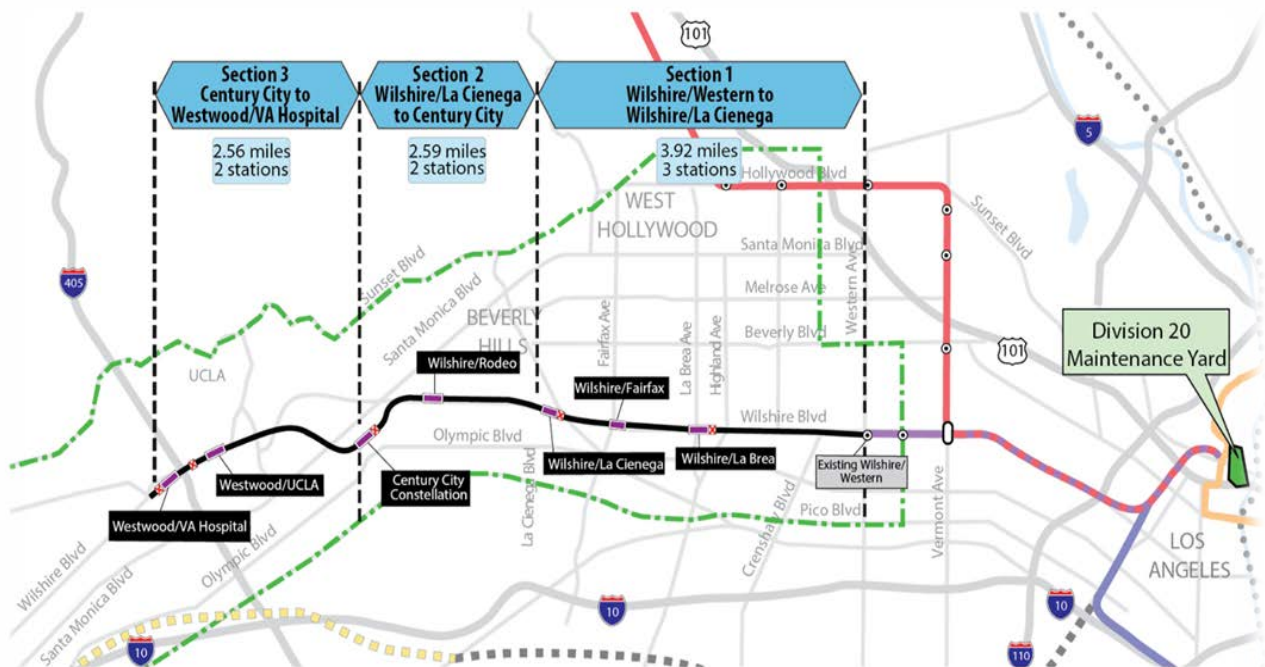 101
Section 3
Century City to
Westwood/VA Hospital
Section 2
Wilshire/La Cienega
to Century City
Section 1
Wilshire/Western to
Wilshire/La Cienega
2.56 miles
2 stations
2.59 miles
2 stations
3.92 miles
3 stations
5
Hollywood Blvd
WEST
HOLLYWOOD
Sunset Blvd
Santa Monica Blvd
Sunset Blvd
405
Santa Monica Blvd
Melrose Ave
Western Ave
BEVERLY
HILLS
Fairfax Ave
La Brea Ave
Highland Ave
Beverly Blvd
101
Division 20
Maintenance Yard
UCLA
Wilshire/Rodeo
Wilshire/Fairfax
Wilshire Blvd
Olympic Blvd
Wilshire/La Cienega
Wilshire/La Brea
Existing Wilshire/
Western
Westwood/UCLA
Century City
Constellation
La Cienega Blvd
Crenshaw Blvd
Pico Blvd
Vermont Ave
Westwood/VA Hospital
Olympic Blvd
Wilshire Blvd
Santa Monica Blvd
LOS
ANGELES
10
10
10
110